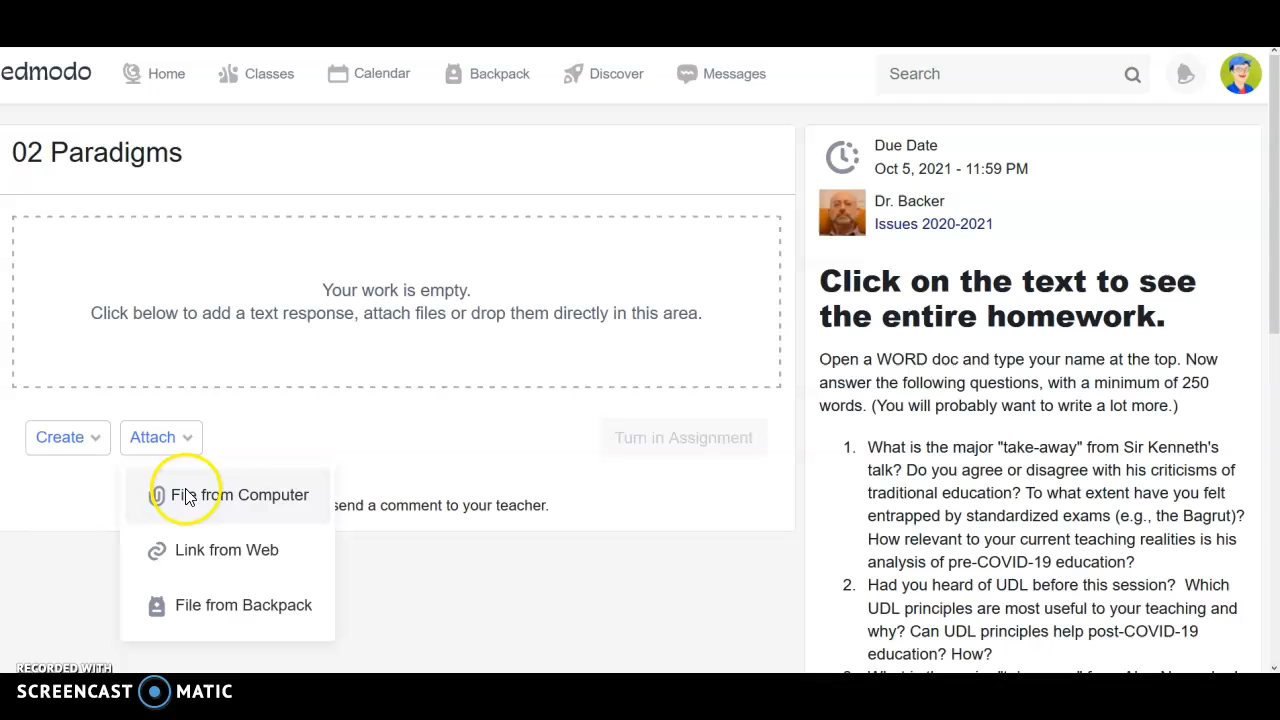 edmodo
Home
Classes
Calendar
Backpack
Discover
Messages
Search
02 Paradigms
Your work is empty.
Click below to add a text response, attach files or drop them directly in this area.
Create
Attach
Turn in Assignment
File from Computer
send a comment to your teacher.
Link from Web
File from Backpack
Due Date
Oct 5, 2021 - 11:59 PM
Dr. Backer
Issues 2020-2021
Click on the text to see
the entire homework.
Open a WORD doc and type your name at the top. Now
answer the following questions, with a minimum of 250
words. (You will probably want to write a lot more.)
1. What is the major "take-away" from Sir Kenneth's
talk? Do you agree or disagree with his criticisms of
traditional education? To what extent have you felt
entrapped by standardized exams (e.g., the Bagrut)?
How relevant to your current teaching realities is his
analysis of pre-COVID-19 education?
2. Had you heard of UDL before this session? Which
UDL principles are most useful to your teaching and
why? Can UDL principles help post-COVID-19
education? How?
RECORDED WITH
SCREENCAST MATIC